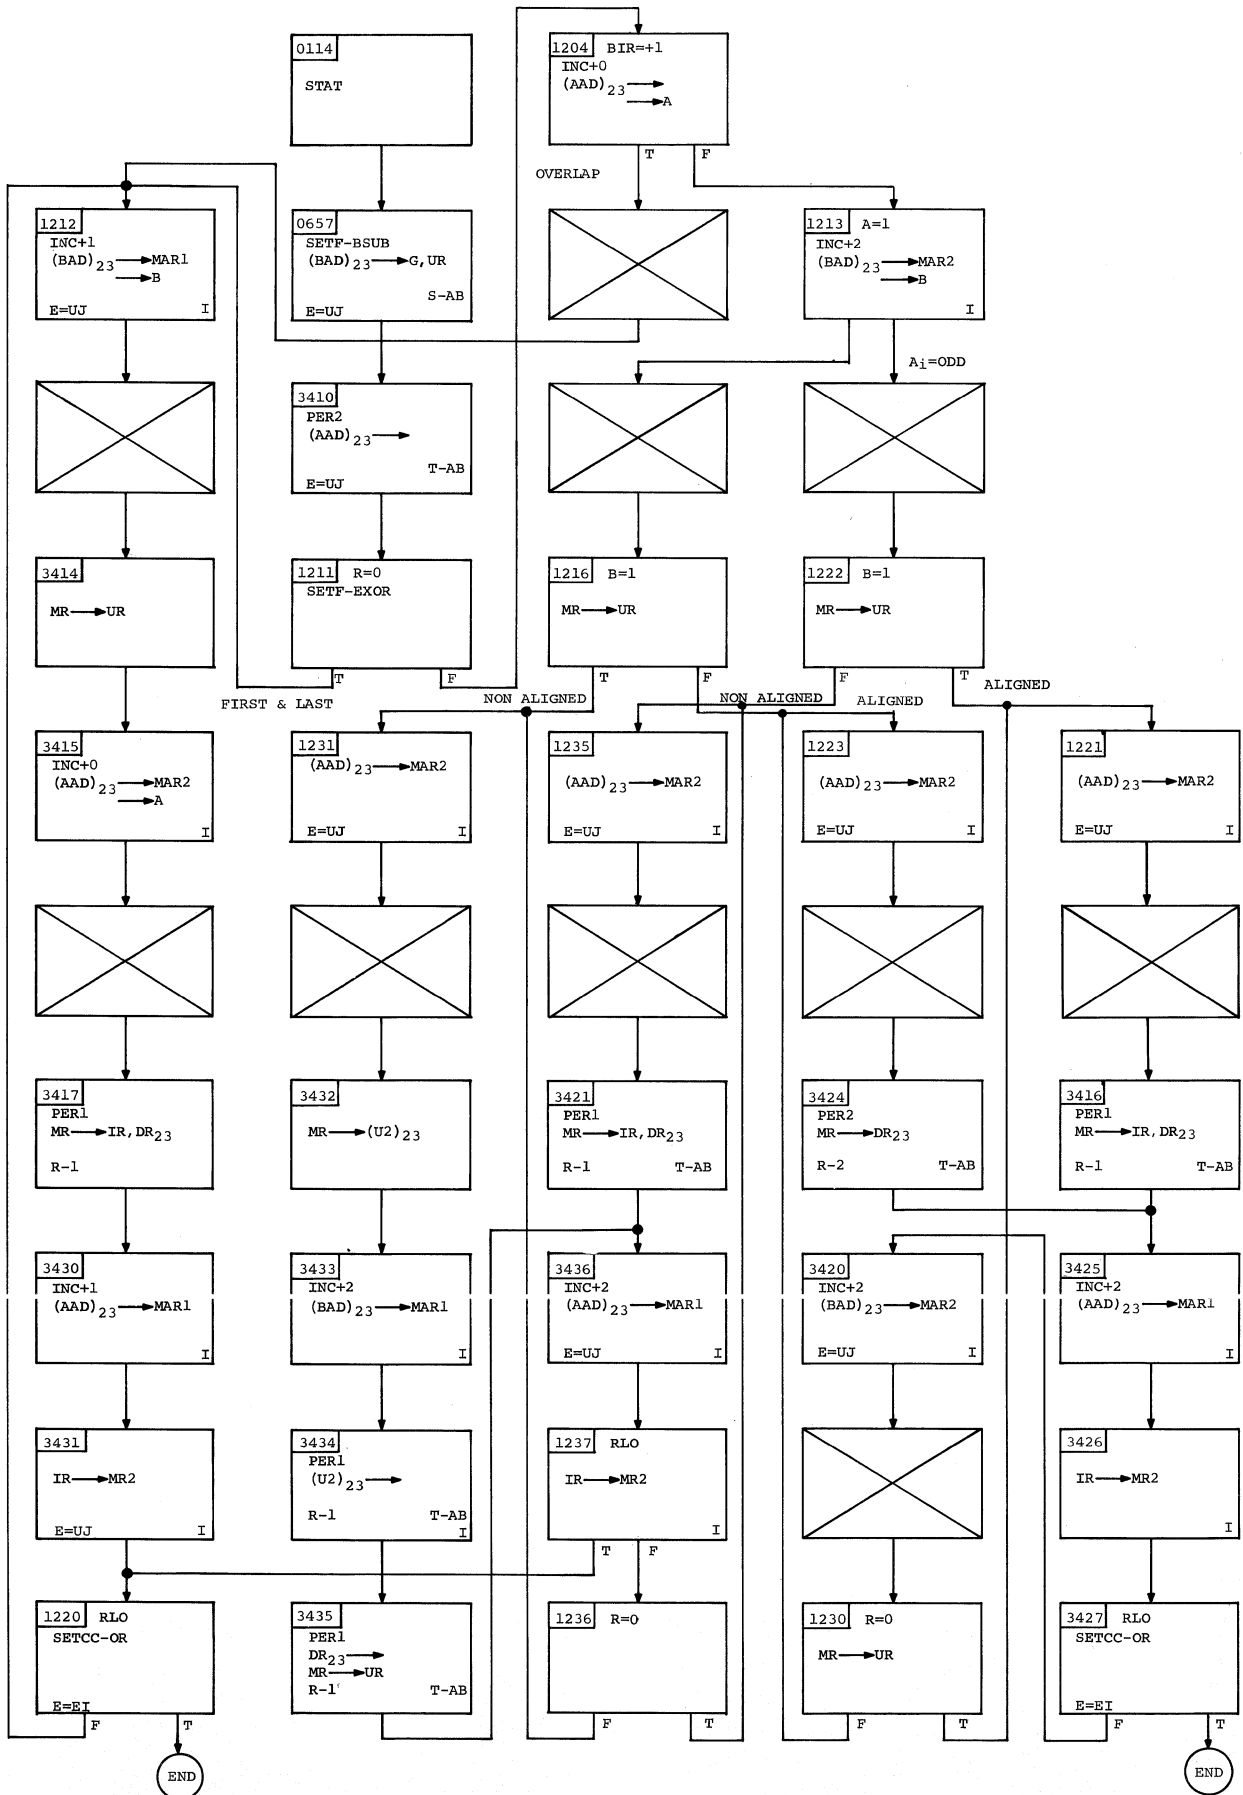 0114
STAT
1204 BIR=+1
INC+0
(AAD)23
A
T F
OVERLAP
1212
INC+1
(BAD)23 MAR1
B
E=UJ I
0657
SETF-BSUB
(BAD)23 G,UR
S-AB
E=UJ
1213 A=1
INC+2
(BAD)23 MAR2
B
I
Ai=ODD
3410
PER2
(AAD)23
T-AB
E=UJ
3414
MR UR
1211 R=0
SETF-EXOR
T F
FIRST & LAST
1216 B=1
MR UR
T F
NON ALIGNED
1222 B=1
MR UR
F T
NON ALIGNED
ALIGNED
ALIGNED
3415
INC+0
(AAD)23 MAR2
A
I
1231
(AAD)23 MAR2
E=UJ I
1235
(AAD)23 MAR2
E=UJ I
1223
(AAD)23 MAR2
E=UJ I
1221
(AAD)23 MAR2
E=UJ I
3417
PER1
MR IR,DR23
R-1
3432
MR (U2)23
3421
PER1
MR IR,DR23
R-1 T-AB
3424
PER2
MR DR23
R-2 T-AB
3416
PER1
MR IR,DR23
R-1 T-AB
3430
INC+1
(AAD)23 MAR1
I
3433
INC+2
(BAD)23 MAR1
I
3436
INC+2
(AAD)23 MAR1
E=UJ I
3420
INC+2
(BAD)23 MAR2
E=UJ I
3425
INC+2
(AAD)23 MAR1
I
3431
IR MR2
E=UJ I
3434
PER1
(U2)23
R-1 T-AB
I
1237 RLO
IR MR2
I
T F
3426
IR MR2
I
1220 RLO
SETCC-OR
E=EI
F T
END
3435
PER1
DR23
MR UR
R-1 T-AB
1236 R=0
F T
1230 R=0
MR UR
F T
3427 RLO
SETCC-OR
E=EI
F T
END